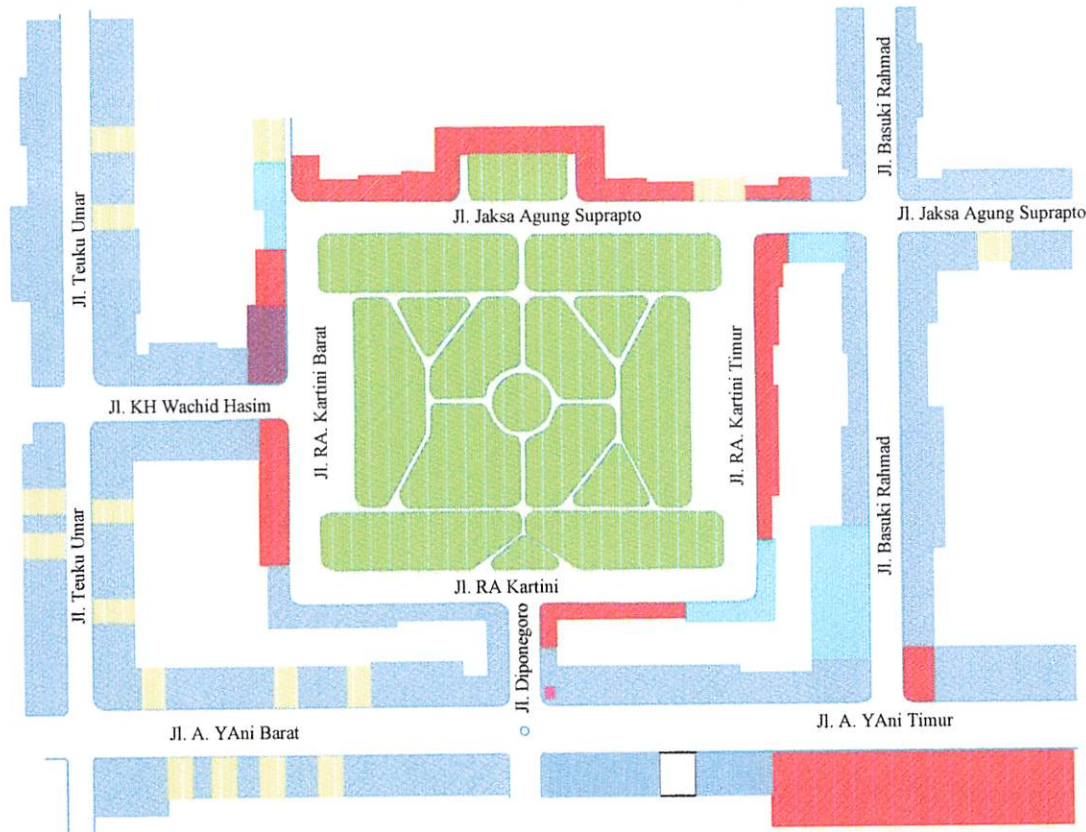 Jl. Basuki Rahmad
Jl. Teuku Umar
Jl. Jaksa Agung Suprapto
Jl. Jaksa Agung Suprapto
Jl. RA. Kartini Barat
Jl. RA. Kartini Timur
Jl. KH Wachid Hasim
Jl. Teuku Umar
Jl. Basuki Rahmad
Jl. RA Kartini
Jl. Diponegoro
Jl. A. YAni Barat
Jl. A. YAni Timur